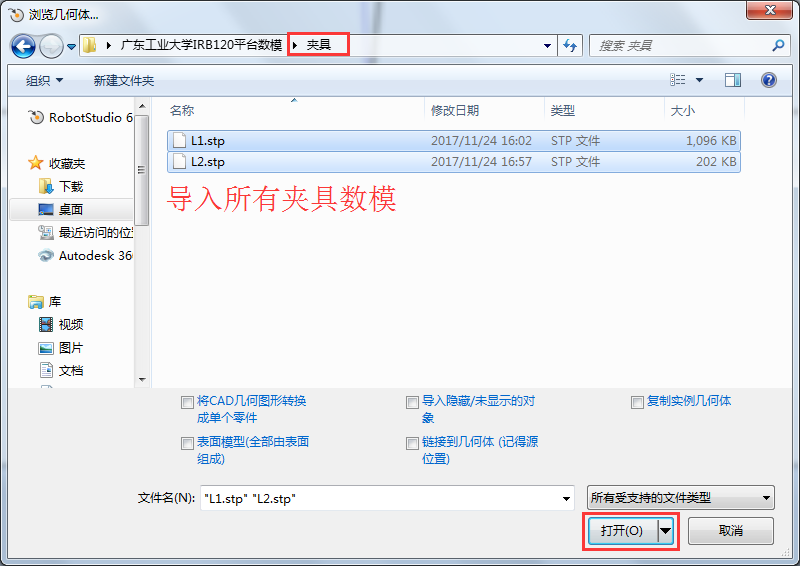 浏览几何体...
广东工业大学IRB120平台数模 夹具
搜索 夹具
组织 新建文件夹
名称 修改日期 类型 大小
RobotStudio 6
L1.stp 2017/11/24 16:02 STP 文件 1,096 KB
L2.stp 2017/11/24 16:57 STP 文件 202 KB
导入所有夹具数模
收藏夹
下载
桌面
最近访问的位
Autodesk 36
库
视频
图片
文档
将CAD几何图形转换
成单个零件
导入隐藏/未显示的对
象
复制实例几何体
表面模型(全部由表面
组成)
链接到几何体 (记得源
位置)
文件名(N): "L1.stp" "L2.stp" 所有受支持的文件类型
打开(O) 取消